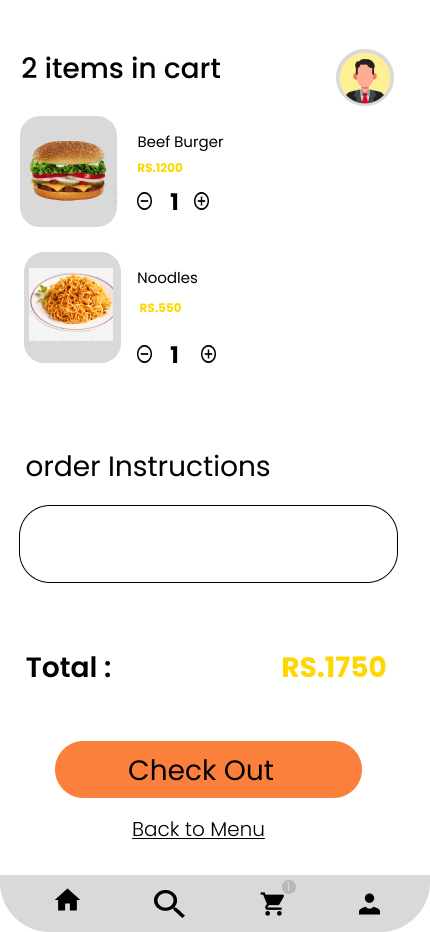 2 items in cart
Beef Burger
RS.1200
1
Noodles
RS.550
1
order Instructions
Total :
RS.1750
Check Out
Back to Menu
1